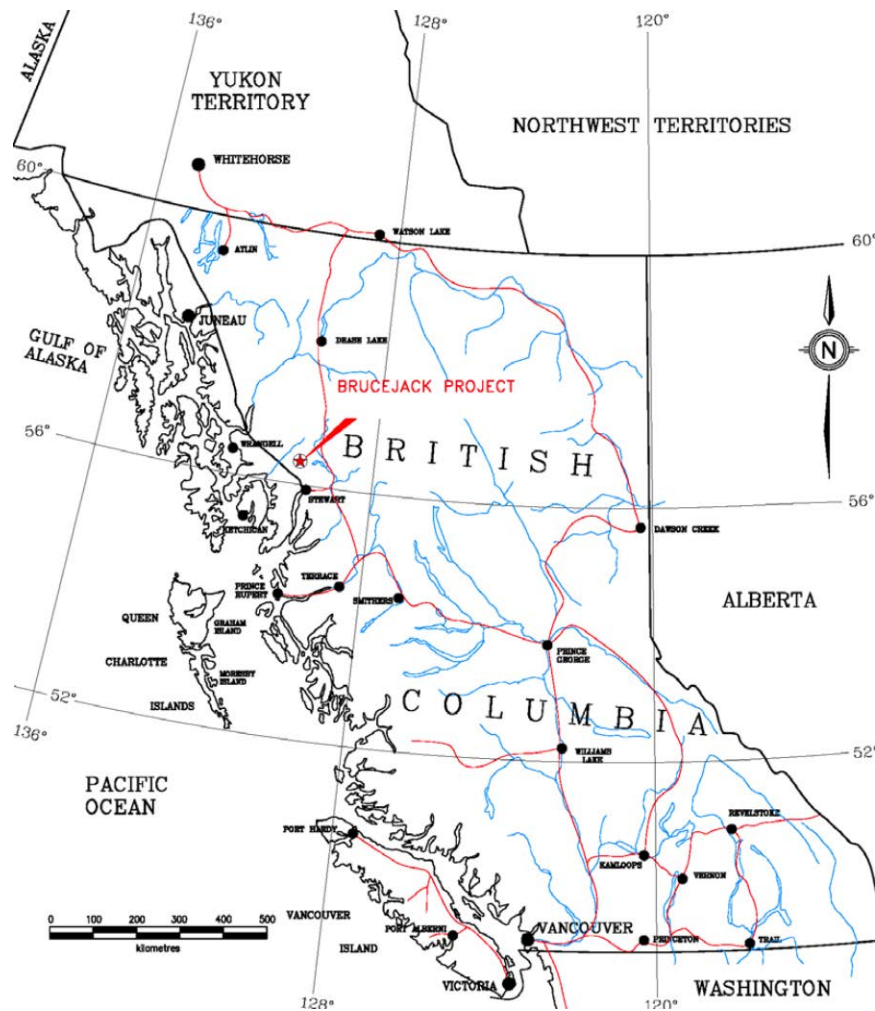 136°
128°
120°
ALASKA
YUKON
TERRITORY
NORTHWEST TERRITORIES
WHITEHORSE
60°
WATSON LAKE
60°
ATLIN
JUNEAU
GULF OF
ALASKA
DEASE LAKE
N
BRUCEJACK PROJECT
56°
WRANGELL
BRITISH
STEWART
56°
KETCHICAN
DAWSON CREEK
TERRACE
PRINCE
RUPERT
SMITHERS
ALBERTA
QUEEN
GRAHAM
ISLAND
PRINCE
GEORGE
CHARLOTTE
MORESBY
ISLAND
52°
ISLANDS
COLUMBIA
136°
WILLIAMS
LAKE
52°
PACIFIC
OCEAN
REVELSTOKE
PORT HARDY
KAMLOOPS
VERNON
0 100 200 300 400 500
kilometres
VANCOUVER
ISLAND
PORT ALBERNI
VANCOUVER
PRINCETON
TRAIL
VICTORIA
WASHINGTON
128°
120°